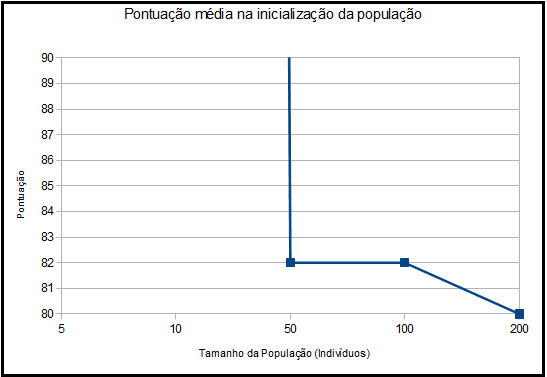 Pontuação média na inicialização da população
Pontuação
90
89
88
87
86
85
84
83
82
81
80
5 10 50 100 200
Tamanho da População (Indivíduos)